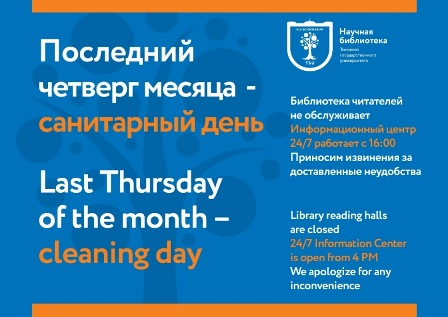 Последний
четверг месяца -
санитарный день
Last Thursday
of the month –
cleaning day
TSU
Научная
библиотека
Томского
государственного
университета
Библиотека читателей
не обслуживает
Информационный центр
24/7 работает с 16:00
Приносим извинения за
доставленные неудобства
Library reading halls
are closed
24/7 Information Center
is open from 4 PM
We apologize for any
inconvenience